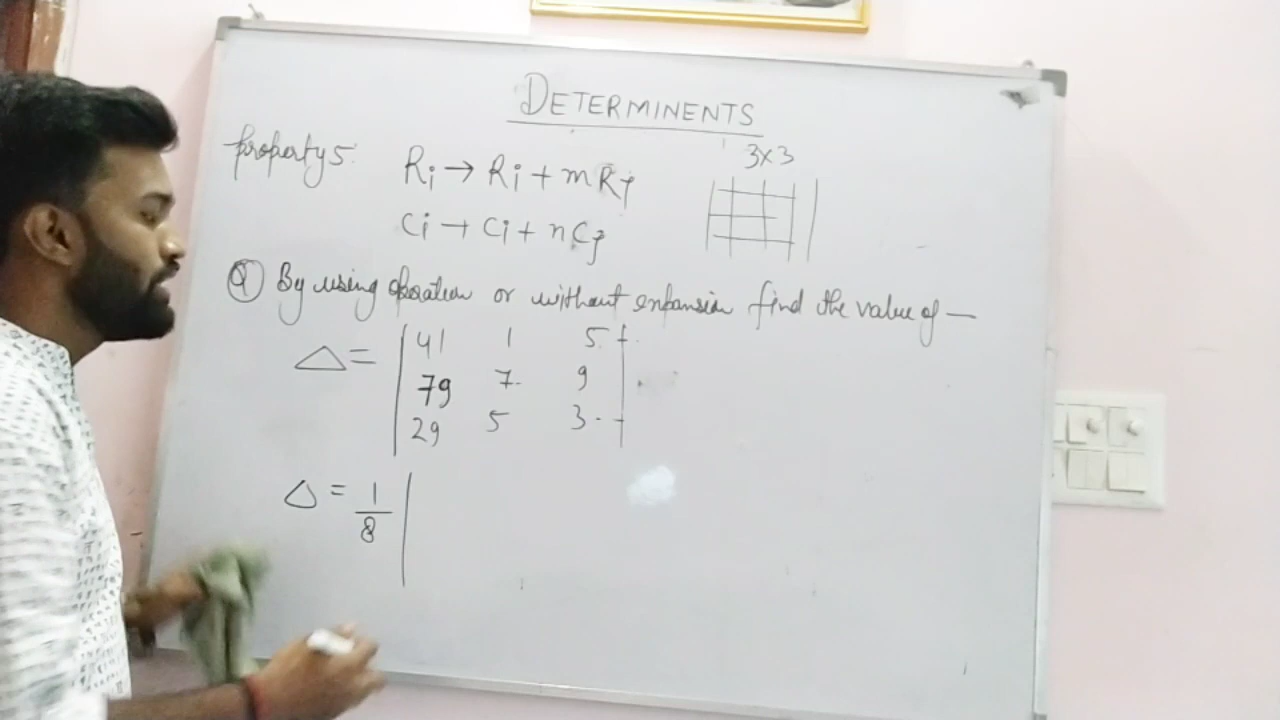 DETERMINENTS
property 5:
Ri → Ri + mRj
Ci → Ci + nCj
3x3
Q By using operation or without expansion find the value of —
Δ = | 41 1 5 |
79 7 9
29 5 3
Δ = 1/8 |